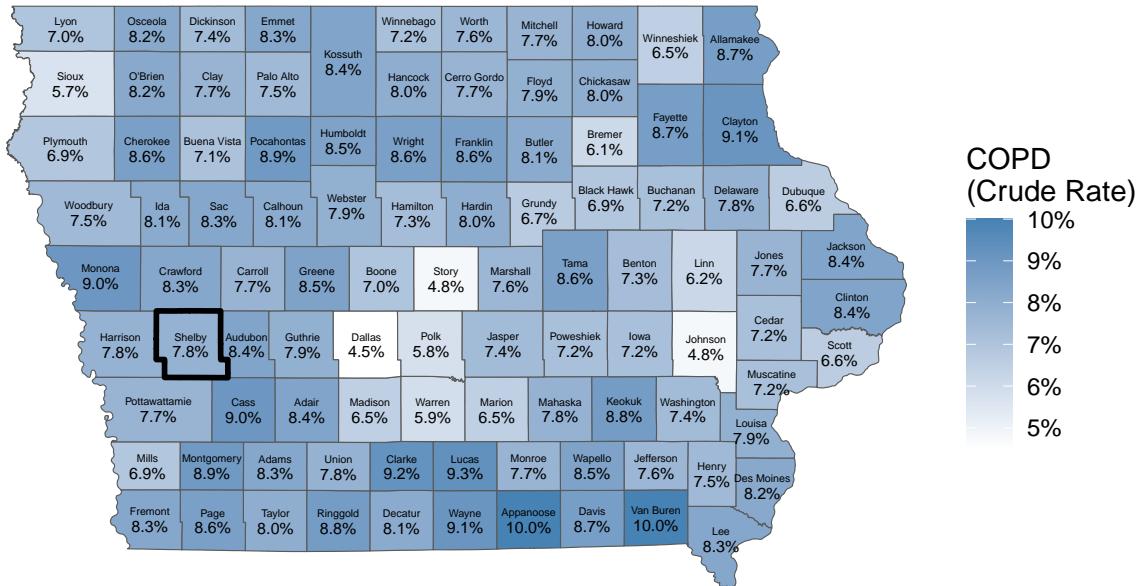 Lyon
7.0%
Osceola
8.2%
Dickinson
7.4%
Emmet
8.3%
Kossuth
8.4%
Winnebago
7.2%
Worth
7.6%
Mitchell
7.7%
Howard
8.0%
Winneshiek
6.5%
Allamakee
8.7%
Sioux
5.7%
O'Brien
8.2%
Clay
7.7%
Palo Alto
7.5%
Hancock
8.0%
Cerro Gordo
7.7%
Floyd
7.9%
Chickasaw
8.0%
Fayette
8.7%
Clayton
9.1%
Plymouth
6.9%
Cherokee
8.6%
Buena Vista
7.1%
Pocahontas
8.9%
Humboldt
8.5%
Wright
8.6%
Franklin
8.6%
Butler
8.1%
Bremer
6.1%
Woodbury
7.5%
Ida
8.1%
Sac
8.3%
Calhoun
8.1%
Webster
7.9%
Hamilton
7.3%
Hardin
8.0%
Grundy
6.7%
Black Hawk
6.9%
Buchanan
7.2%
Delaware
7.8%
Dubuque
6.6%
Monona
9.0%
Crawford
8.3%
Carroll
7.7%
Greene
8.5%
Boone
7.0%
Story
4.8%
Marshall
7.6%
Tama
8.6%
Benton
7.3%
Linn
6.2%
Jones
7.7%
Jackson
8.4%
Clinton
8.4%
Harrison
7.8%
Shelby
7.8%
Audubon
8.4%
Guthrie
7.9%
Dallas
4.5%
Polk
5.8%
Jasper
7.4%
Poweshiek
7.2%
Iowa
7.2%
Johnson
4.8%
Cedar
7.2%
Scott
6.6%
Muscatine
7.2%
Pottawattamie
7.7%
Cass
9.0%
Adair
8.4%
Madison
6.5%
Warren
5.9%
Marion
6.5%
Mahaska
7.8%
Keokuk
8.8%
Washington
7.4%
Louisa
7.9%
Mills
6.9%
Montgomery
8.9%
Adams
8.3%
Union
7.8%
Clarke
9.2%
Lucas
9.3%
Monroe
7.7%
Wapello
8.5%
Jefferson
7.6%
Henry
7.5%
Des Moines
8.2%
Fremont
8.3%
Page
8.6%
Taylor
8.0%
Ringgold
8.8%
Decatur
8.1%
Wayne
9.1%
Appanoose
10.0%
Davis
8.7%
Van Buren
10.0%
Lee
8.3%
COPD
(Crude Rate)
10%
9%
8%
7%
6%
5%